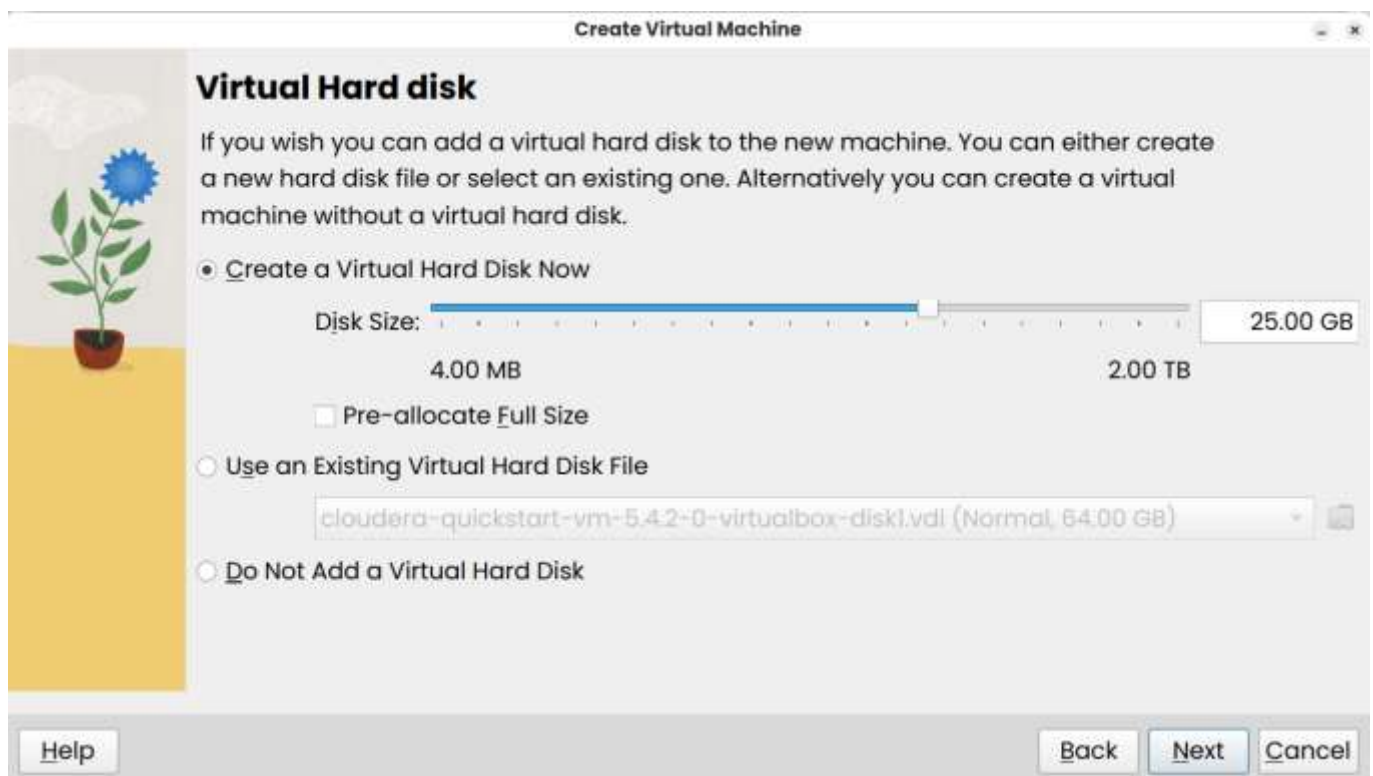 Create Virtual Machine
Virtual Hard disk
If you wish you can add a virtual hard disk to the new machine. You can either create
a new hard disk file or select an existing one. Alternatively you can create a virtual
machine without a virtual hard disk.
Create a Virtual Hard Disk Now
Disk Size:
25.00 GB
4.00 MB
2.00 TB
Pre-allocate Full Size
Use an Existing Virtual Hard Disk File
cloudera-quickstart-vm-5.4.2-0-virtualbox-disk1.vdi (Normal, 64.00 GB)
Do Not Add a Virtual Hard Disk
Help
Back
Next
Cancel